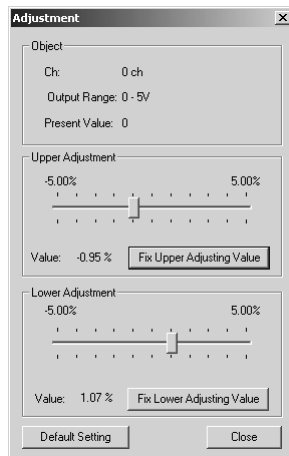 Adjustment
Object
Ch: 0 ch
Output Range: 0 - 5V
Present Value: 0
Upper Adjustment
-5.00% 5.00%
Value: -0.95 % Fix Upper Adjusting Value
Lower Adjustment
-5.00% 5.00%
Value: 1.07 % Fix Lower Adjusting Value
Default Setting Close